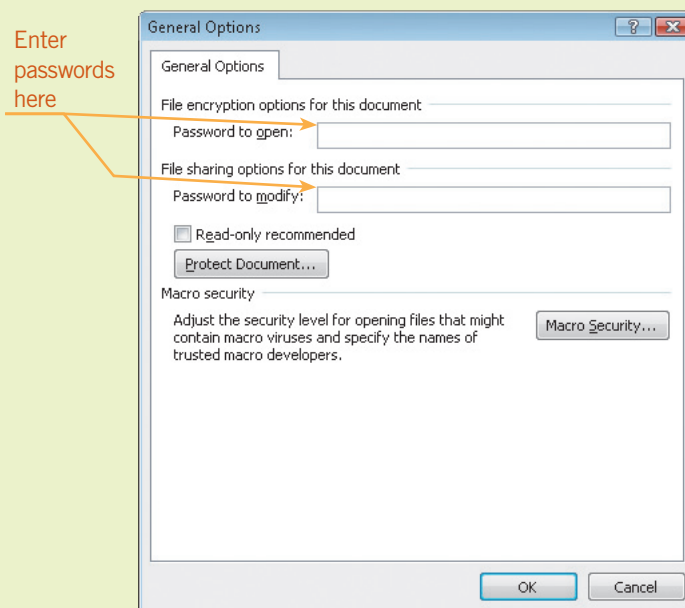 Enter
passwords
here
General Options
General Options
File encryption options for this document
Password to open:
File sharing options for this document
Password to modify:
Read-only recommended
Protect Document...
Macro security
Adjust the security level for opening files that might
contain macro viruses and specify the names of
trusted macro developers.
Macro Security...
OK
Cancel